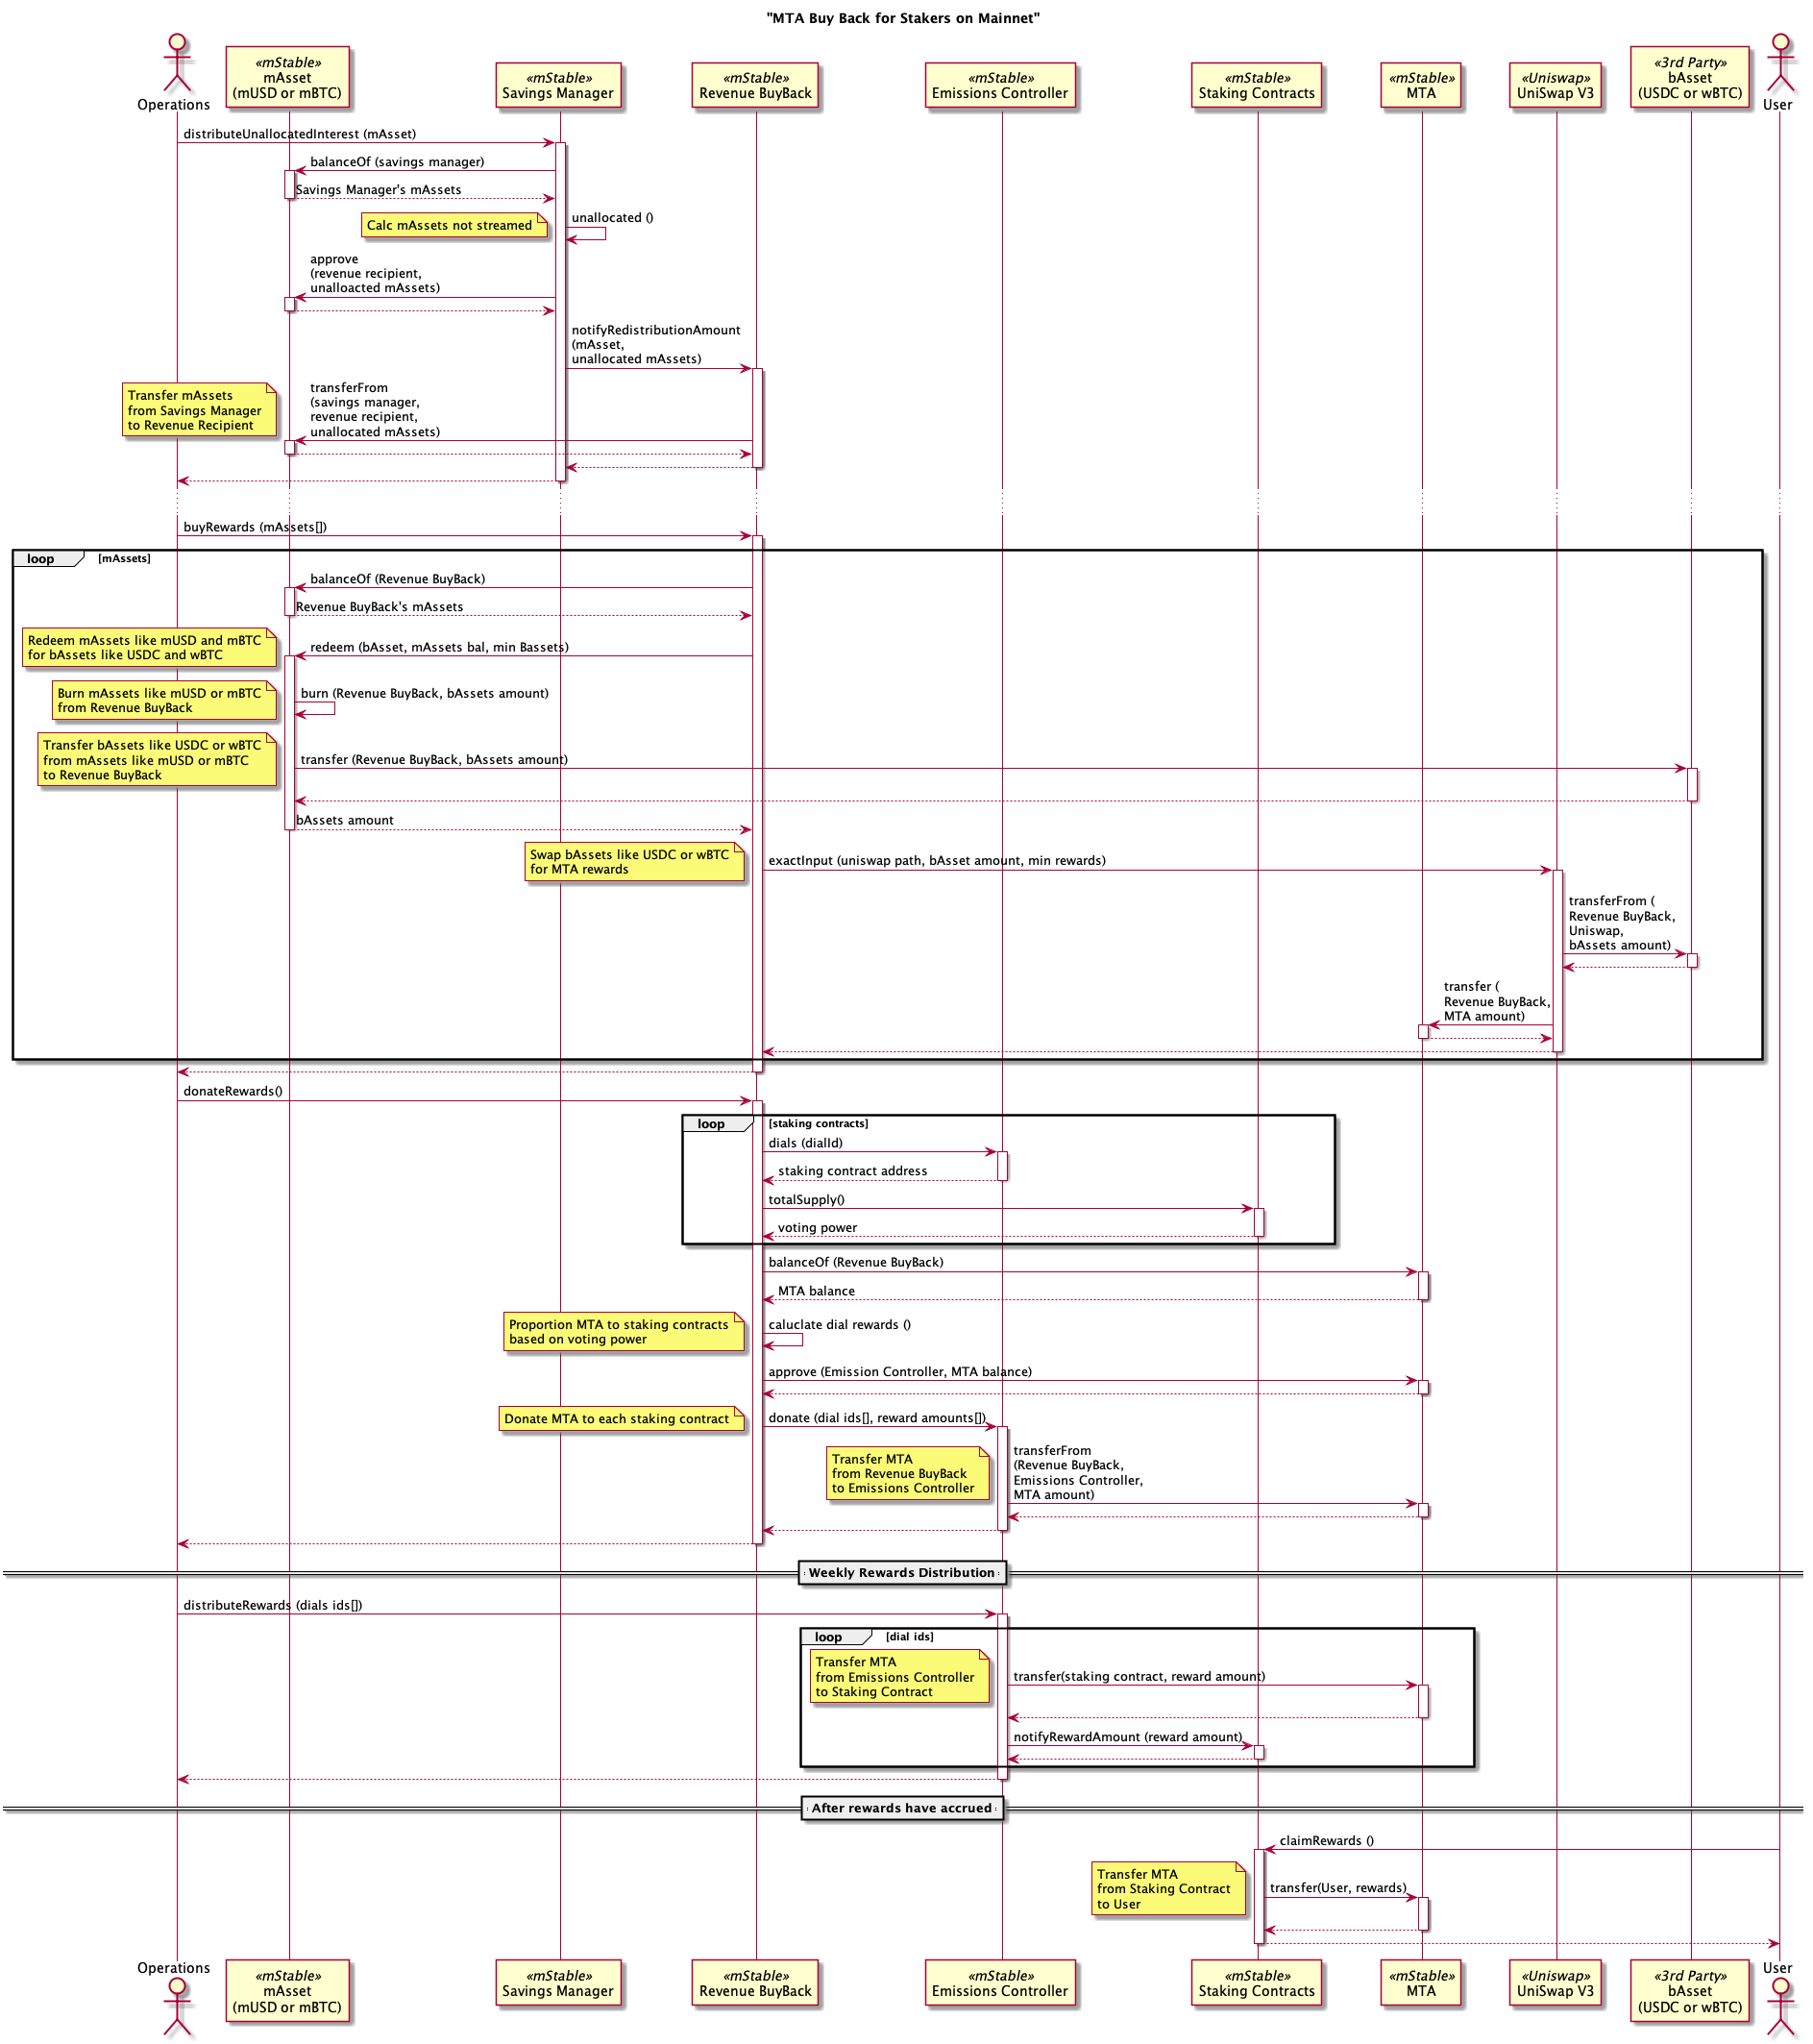 "MTA Buy Back for Stakers on Mainnet"
Operations
«mStable»
mAsset
(mUSD or mBTC)
«mStable»
Savings Manager
«mStable»
Revenue BuyBack
«mStable»
Emissions Controller
«mStable»
Staking Contracts
«mStable»
MTA
«Uniswap»
UniSwap V3
«3rd Party»
bAsset
(USDC or wBTC)
User
distributeUnallocatedInterest (mAsset)
balanceOf (savings manager)
Savings Manager's mAssets
Calc mAssets not streamed
unallocated ()
approve
(revenue recipient,
unalloacted mAssets)
notifyRedistributionAmount
(mAsset,
unallocated mAssets)
Transfer mAssets
from Savings Manager
to Revenue Recipient
transferFrom
(savings manager,
revenue recipient,
unallocated mAssets)
buyRewards (mAssets[])
loop [mAssets]
balanceOf (Revenue BuyBack)
Revenue BuyBack's mAssets
Redeem mAssets like mUSD and mBTC
for bAssets like USDC and wBTC
redeem (bAsset, mAssets bal, min Bassets)
Burn mAssets like mUSD or mBTC
from Revenue BuyBack
burn (Revenue BuyBack, bAssets amount)
Transfer bAssets like USDC or wBTC
from mAssets like mUSD or mBTC
to Revenue BuyBack
transfer (Revenue BuyBack, bAssets amount)
bAssets amount
Swap bAssets like USDC or wBTC
for MTA rewards
exactInput (uniswap path, bAsset amount, min rewards)
transferFrom (
Revenue BuyBack,
Uniswap,
bAssets amount)
transfer (
Revenue BuyBack,
MTA amount)
donateRewards()
loop [staking contracts]
dials (dialId)
staking contract address
totalSupply()
voting power
balanceOf (Revenue BuyBack)
MTA balance
Proportion MTA to staking contracts
based on voting power
caluclate dial rewards ()
approve (Emission Controller, MTA balance)
Donate MTA to each staking contract
donate (dial ids[], reward amounts[])
Transfer MTA
from Revenue BuyBack
to Emissions Controller
transferFrom
(Revenue BuyBack,
Emissions Controller,
MTA amount)
Weekly Rewards Distribution
distributeRewards (dials ids[])
loop [dial ids]
Transfer MTA
from Emissions Controller
to Staking Contract
transfer(staking contract, reward amount)
notifyRewardAmount (reward amount)
After rewards have accrued
claimRewards ()
Transfer MTA
from Staking Contract
to User
transfer(User, rewards)
Operations
«mStable»
mAsset
(mUSD or mBTC)
«mStable»
Savings Manager
«mStable»
Revenue BuyBack
«mStable»
Emissions Controller
«mStable»
Staking Contracts
«mStable»
MTA
«Uniswap»
UniSwap V3
«3rd Party»
bAsset
(USDC or wBTC)
User